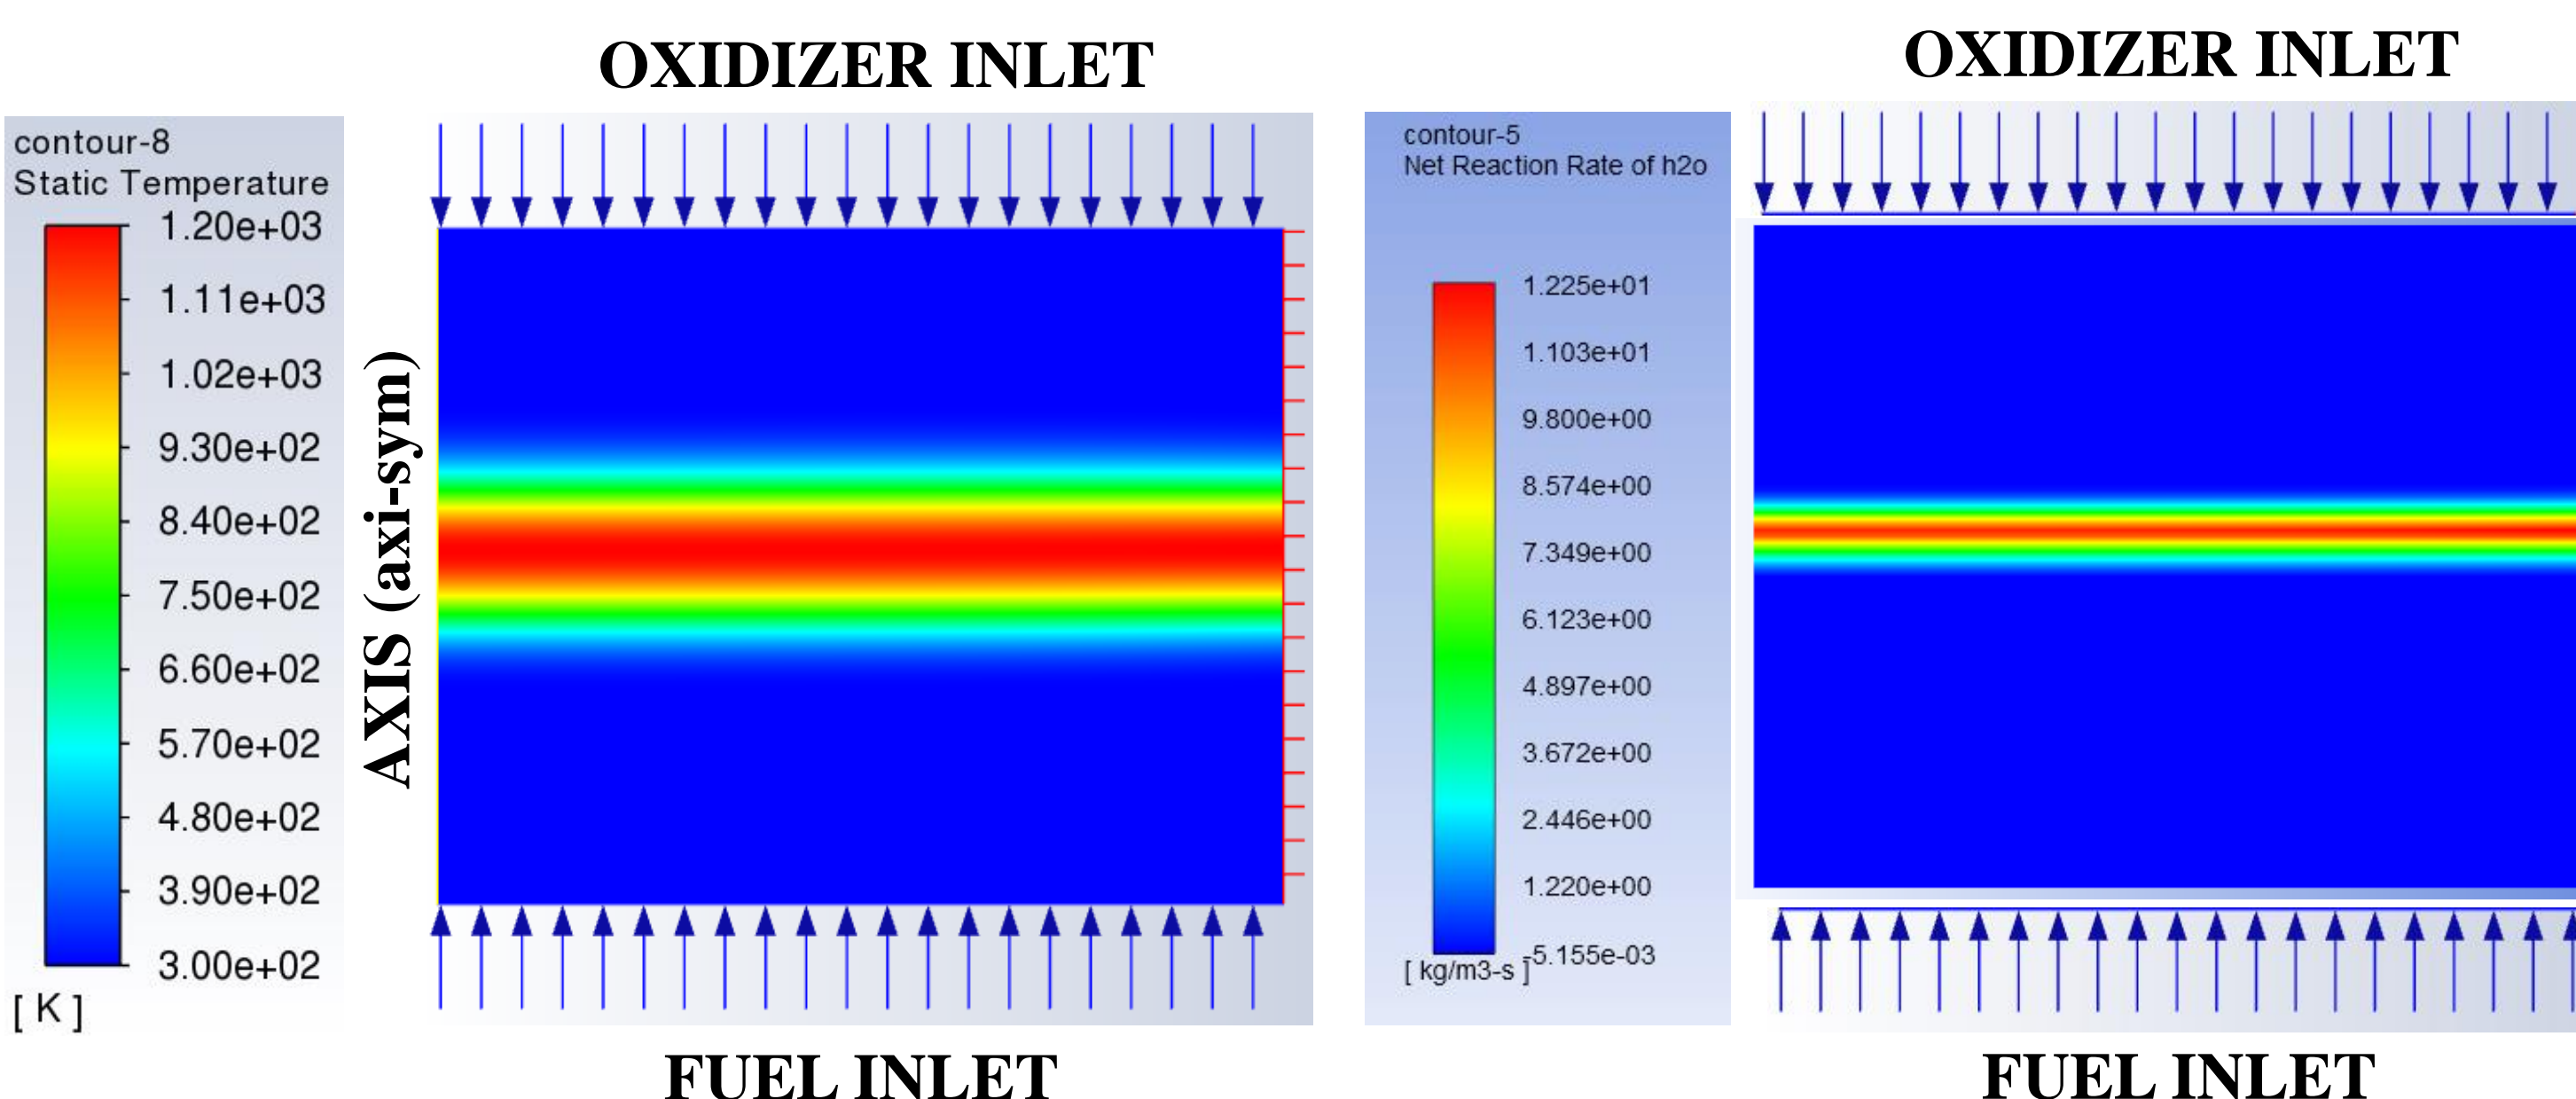 OXIDIZER INLET
contour-8
Static Temperature
1.20e+03
1.11e+03
1.02e+03
9.30e+02
8.40e+02
7.50e+02
6.60e+02
5.70e+02
4.80e+02
3.90e+02
3.00e+02
[ K ]
AXIS (axi-sym)
FUEL INLET
OXIDIZER INLET
contour-5
Net Reaction Rate of h2o
1.225e+01
1.103e+01
9.800e+00
8.574e+00
7.349e+00
6.123e+00
4.897e+00
3.672e+00
2.446e+00
1.220e+00
-5.155e-03
[ kg/m3-s ]
FUEL INLET